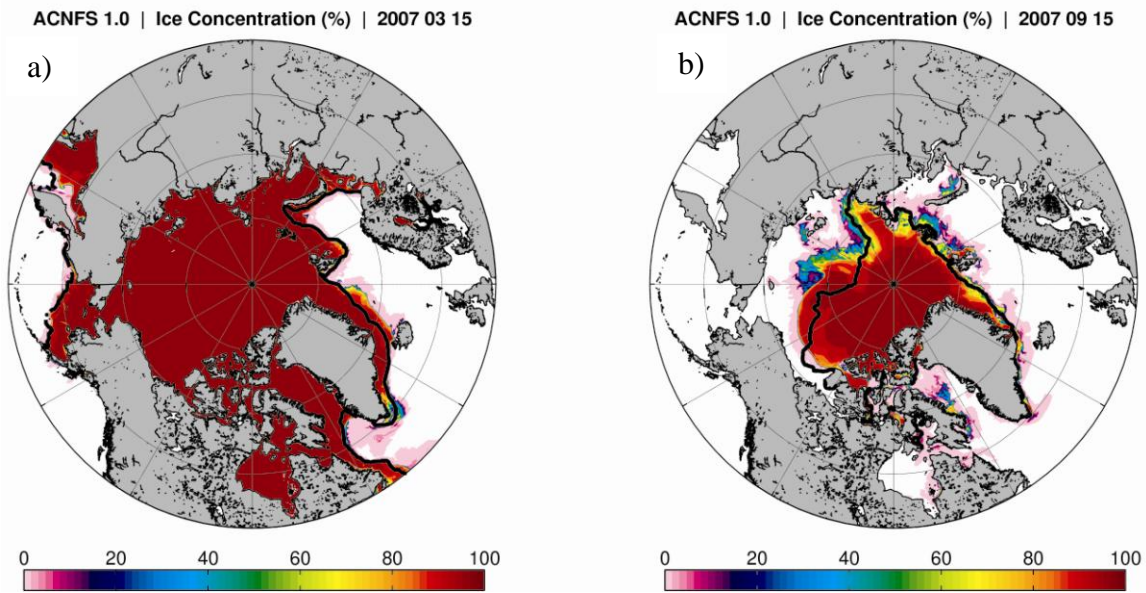 ACNFS 1.0 | Ice Concentration (%) | 2007 03 15
a)
0 20 40 60 80 100
ACNFS 1.0 | Ice Concentration (%) | 2007 09 15
b)
0 20 40 60 80 100